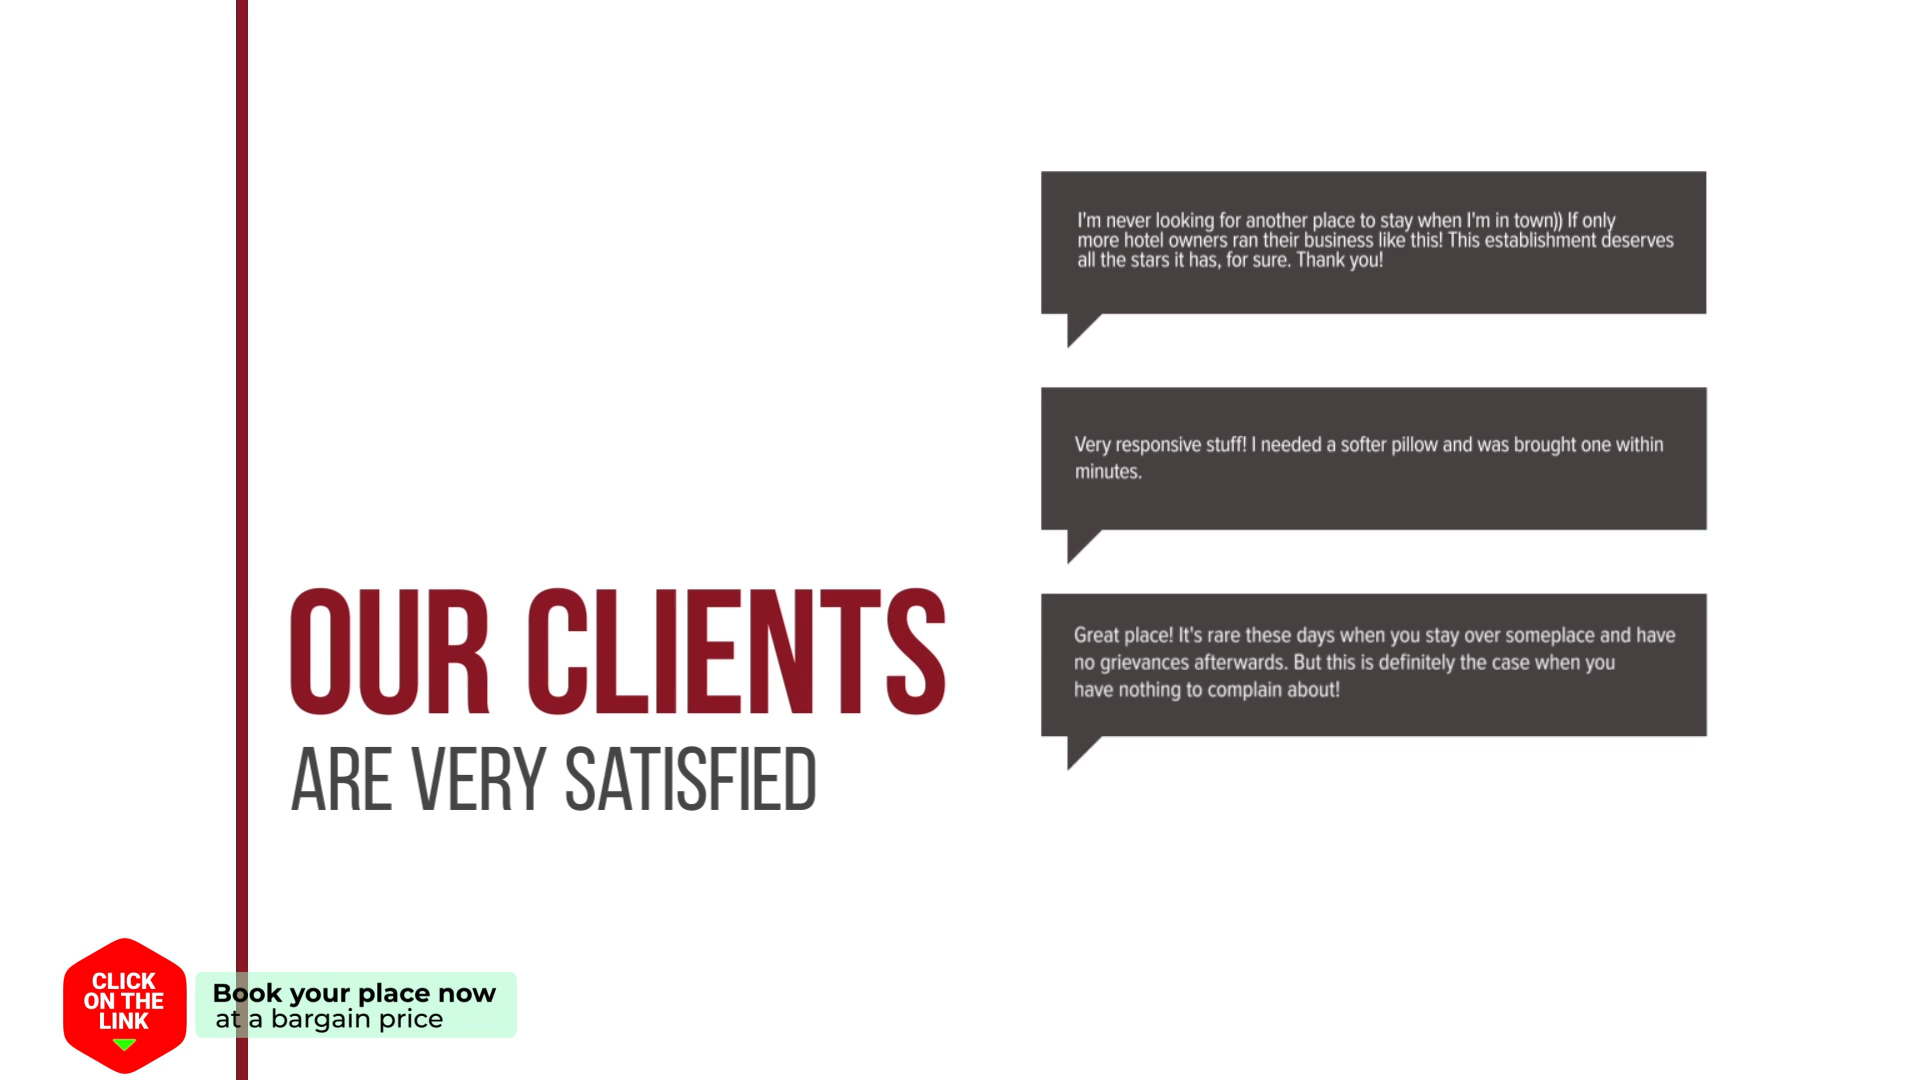 I'm never looking for another place to stay when I'm in town)) If only
more hotel owners ran their business like this! This establishment deserves
all the stars it has, for sure. Thank you!
Very responsive stuff! I needed a softer pillow and was brought one within
minutes.
Great place! It's rare these days when you stay over someplace and have
no grievances afterwards. But this is definitely the case when you
have nothing to complain about!
OUR CLIENTS
ARE VERY SATISFIED
CLICK
ON THE
LINK
Book your place now
at a bargain price